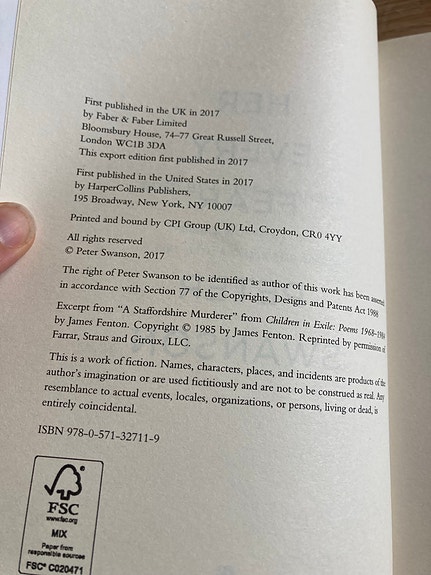 First published in the UK in 2017
by Faber & Faber Limited
Bloomsbury House, 74–77 Great Russell Street,
London WC1B 3DA
This export edition first published in 2017
First published in the United States in 2017
by HarperCollins Publishers,
195 Broadway, New York, NY 10007
Printed and bound by CPI Group (UK) Ltd, Croydon, CR0 4YY
All rights reserved
© Peter Swanson, 2017
The right of Peter Swanson to be identified as author of this work has been asserted
in accordance with Section 77 of the Copyrights, Designs and Patents Act 1988
Excerpt from “A Staffordshire Murderer” from Children in Exile: Poems 1968–1984
by James Fenton. Copyright © 1985 by James Fenton. Reprinted by permission of
Farrar, Straus and Giroux, LLC.
This is a work of fiction. Names, characters, places, and incidents are products of the
author’s imagination or are used fictitiously and are not to be construed as real. Any
resemblance to actual events, locales, organizations, or persons, living or dead, is
entirely coincidental.
ISBN 978-0-571-32711-9
FSC
www.fsc.org
MIX
Paper from
responsible sources
FSC® C020471